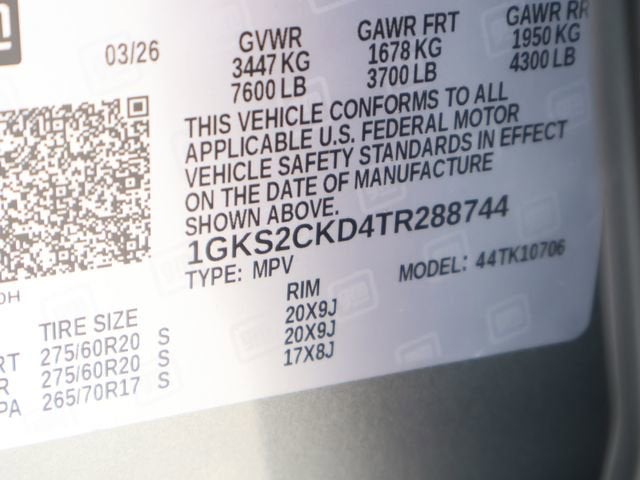 03/26
GVWR GAWR FRT GAWR RR
3447 KG 1678 KG 1950 KG
7600 LB 3700 LB 4300 LB
THIS VEHICLE CONFORMS TO ALL
APPLICABLE U.S. FEDERAL MOTOR
VEHICLE SAFETY STANDARDS IN EFFECT
ON THE DATE OF MANUFACTURE
SHOWN ABOVE.
1GKS2CKD4TR288744
TYPE: MPV MODEL: 44TK10706
TIRE SIZE RIM
RT 275/60R20 S 20X9J
R 275/60R20 S 20X9J
PA 265/70R17 S 17X8J